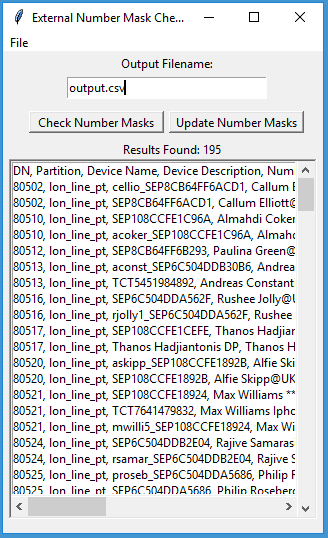 External Number Mask Che...
File
Output Filename:
output.csv
Check Number Masks Update Number Masks
Results Found: 195
DN, Partition, Device Name, Device Description, Num
80502, lon_line_pt, cellio_SEP8CB64FF6ACD1, Callum E
80502, lon_line_pt, SEP8CB64FF6ACD1, Callum Elliott@
80510, lon_line_pt, SEP108CCFE1C96A, Almahdi Coker
80510, lon_line_pt, acoker_SEP108CCFE1C96A, Almaho
80512, lon_line_pt, SEP8CB64FF6B293, Paulina Green@
80513, lon_line_pt, aconst_SEP6C504DDB30B6, Andrea
80513, lon_line_pt, TCT5451984892, Andreas Constant
80516, lon_line_pt, SEP6C504DDA562F, Rushee Jolly@U
80516, lon_line_pt, rjolly1_SEP6C504DDA562F, Rushee
80517, lon_line_pt, SEP108CCFE1CEFE, Thanos Hadjian
80517, lon_line_pt, Thanos Hadjiantonis DP, Thanos H
80520, lon_line_pt, askipp_SEP108CCFE1892B, Alfie Ski
80520, lon_line_pt, SEP108CCFE1892B, Alfie Skipp@UK
80521, lon_line_pt, SEP108CCFE18924, Max Williams **
80521, lon_line_pt, TCT7641479832, Max Williams Ipho
80521, lon_line_pt, mwilli5_SEP108CCFE18924, Max Wi
80524, lon_line_pt, SEP6C504DDB2E04, Rajive Samaras
80524, lon_line_pt, rsamar_SEP6C504DDB2E04, Rajive S
80525, lon_line_pt, proseb_SEP6C504DDA5686, Philip F
80525, lon_line_pt, SEP6C504DDA5686, Philip Roseberg